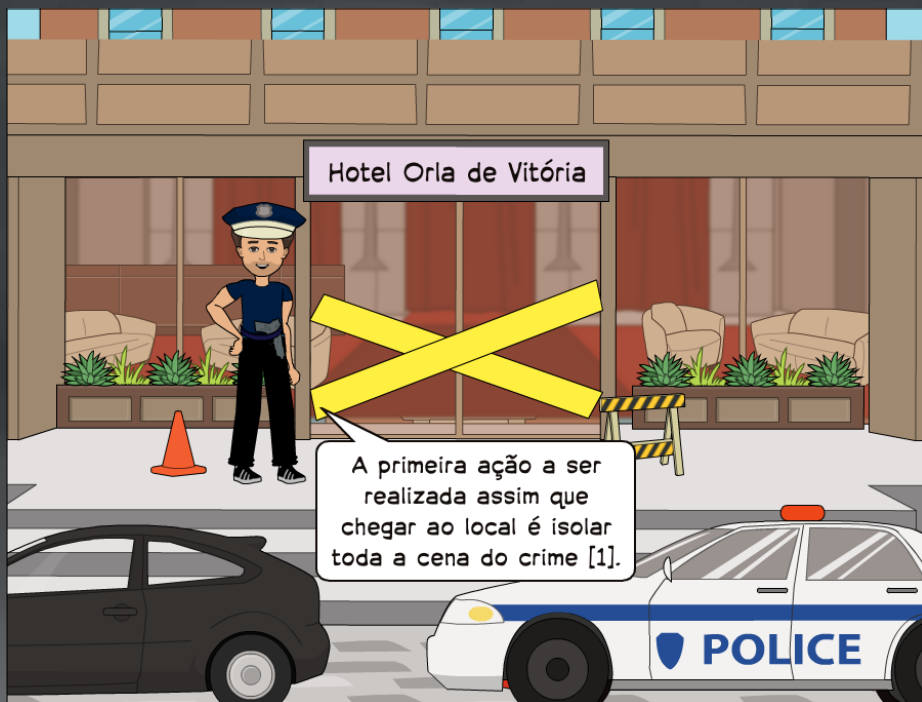 Hotel Orla de Vitória
A primeira ação a ser
realizada assim que
chegar ao local é isolar
toda a cena do crime [1].
POLICE